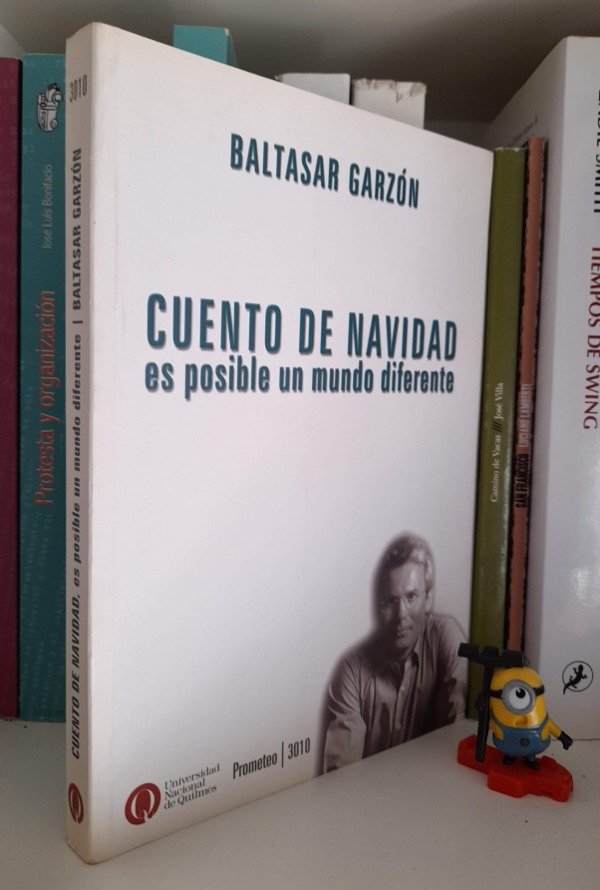 BALTASAR GARZÓN
CUENTO DE NAVIDAD
es posible un mundo diferente
Universidad
Nacional
de Quilmes
Prometeo | 3010
3010
CUENTO DE NAVIDAD, es posible un mundo diferente | BALTASAR GARZÓN
José Luis Bonifacio
Protesta y organización
Camino de Vacas /// José Villa
SAN FRANCISCO
TIEMPOS DE SWING